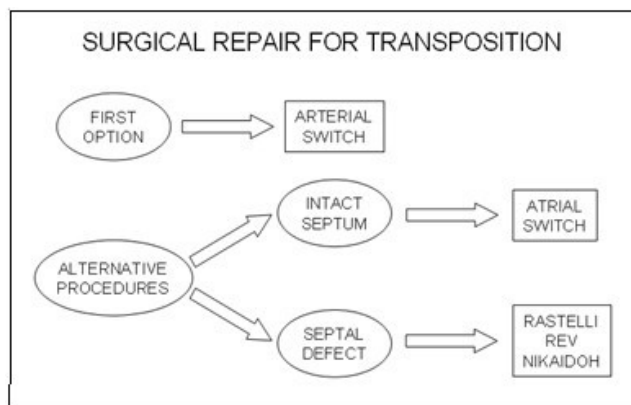 SURGICAL REPAIR FOR TRANSPOSITION
FIRST
OPTION
ARTERIAL
SWITCH
INTACT
SEPTUM
ATRIAL
SWITCH
ALTERNATIVE
PROCEDURES
SEPTAL
DEFECT
RASTELLI
REV
NIKAIDOH